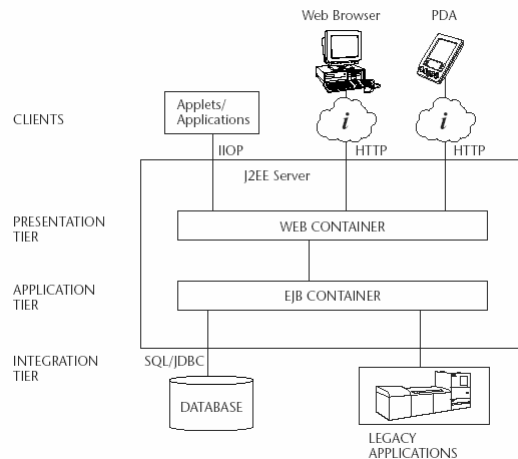 Web Browser
PDA
Applets/
Applications
CLIENTS
i
i
IIOP
HTTP
HTTP
J2EE Server
PRESENTATION
TIER
WEB CONTAINER
APPLICATION
TIER
EJB CONTAINER
INTEGRATION
TIER
SQL/JDBC
DATABASE
LEGACY
APPLICATIONS